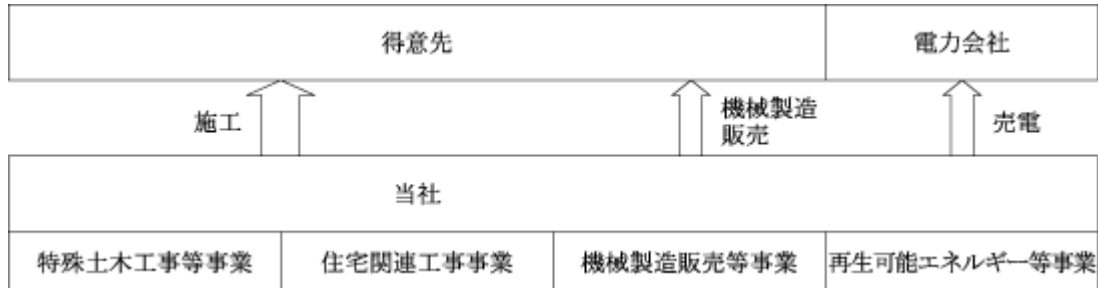 得意先
電力会社
施工
機械製造
販売
売電
当社
特殊土木工事等事業
住宅関連工事事業
機械製造販売等事業
再生可能エネルギー等事業